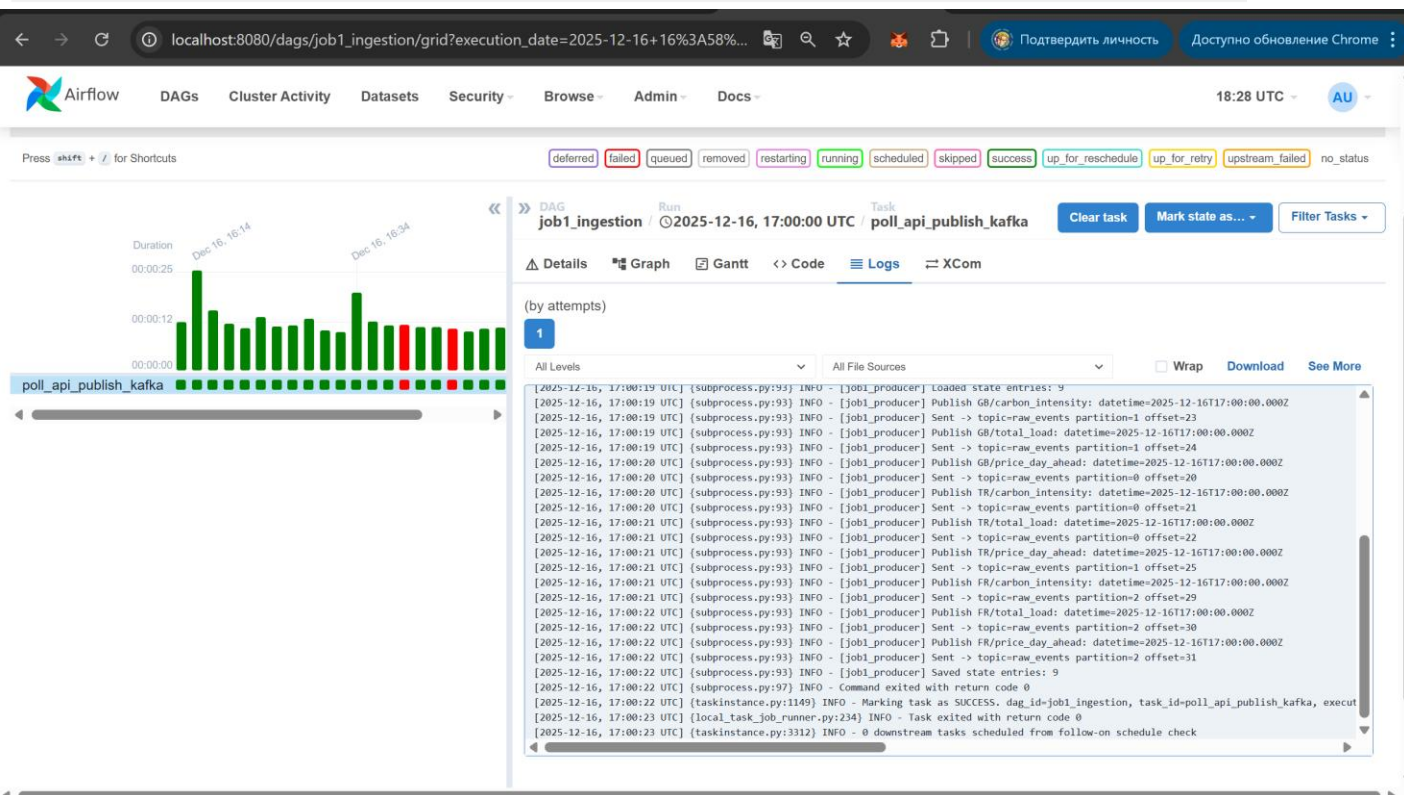 localhost:8080/dags/job1_ingestion/grid?execution_date=2025-12-16+16%3A58%...
Подтвердить личность
Доступно обновление Chrome
Airflow
DAGs
Cluster Activity
Datasets
Security
Browse
Admin
Docs
18:28 UTC
AU
Press shift + / for Shortcuts
deferred failed queued removed restarting running scheduled skipped success up_for_reschedule up_for_retry upstream_failed no_status
Duration
Dec 16, 16:14
Dec 16, 16:34
00:00:25
00:00:12
00:00:00
poll_api_publish_kafka
DAG
job1_ingestion /
Run
2025-12-16, 17:00:00 UTC /
Task
poll_api_publish_kafka
Clear task
Mark state as...
Filter Tasks
Details
Graph
Gantt
<> Code
Logs
XCom
(by attempts)
1
All Levels
All File Sources
Wrap
Download
See More
[2025-12-16, 17:00:19 UTC] {subprocess.py:93} INFO - [job1_producer] Loaded state entries: 9
[2025-12-16, 17:00:19 UTC] {subprocess.py:93} INFO - [job1_producer] Publish GB/carbon_intensity: datetime=2025-12-16T17:00:00.000Z
[2025-12-16, 17:00:19 UTC] {subprocess.py:93} INFO - [job1_producer] Sent -> topic=raw_events partition=1 offset=23
[2025-12-16, 17:00:19 UTC] {subprocess.py:93} INFO - [job1_producer] Publish GB/total_load: datetime=2025-12-16T17:00:00.000Z
[2025-12-16, 17:00:19 UTC] {subprocess.py:93} INFO - [job1_producer] Sent -> topic=raw_events partition=1 offset=24
[2025-12-16, 17:00:20 UTC] {subprocess.py:93} INFO - [job1_producer] Publish GB/price_day_ahead: datetime=2025-12-16T17:00:00.000Z
[2025-12-16, 17:00:20 UTC] {subprocess.py:93} INFO - [job1_producer] Sent -> topic=raw_events partition=0 offset=20
[2025-12-16, 17:00:20 UTC] {subprocess.py:93} INFO - [job1_producer] Publish TR/carbon_intensity: datetime=2025-12-16T17:00:00.000Z
[2025-12-16, 17:00:20 UTC] {subprocess.py:93} INFO - [job1_producer] Sent -> topic=raw_events partition=0 offset=21
[2025-12-16, 17:00:21 UTC] {subprocess.py:93} INFO - [job1_producer] Publish TR/total_load: datetime=2025-12-16T17:00:00.000Z
[2025-12-16, 17:00:21 UTC] {subprocess.py:93} INFO - [job1_producer] Sent -> topic=raw_events partition=0 offset=22
[2025-12-16, 17:00:21 UTC] {subprocess.py:93} INFO - [job1_producer] Publish TR/price_day_ahead: datetime=2025-12-16T17:00:00.000Z
[2025-12-16, 17:00:21 UTC] {subprocess.py:93} INFO - [job1_producer] Sent -> topic=raw_events partition=1 offset=25
[2025-12-16, 17:00:21 UTC] {subprocess.py:93} INFO - [job1_producer] Publish FR/carbon_intensity: datetime=2025-12-16T17:00:00.000Z
[2025-12-16, 17:00:21 UTC] {subprocess.py:93} INFO - [job1_producer] Sent -> topic=raw_events partition=2 offset=29
[2025-12-16, 17:00:22 UTC] {subprocess.py:93} INFO - [job1_producer] Publish FR/total_load: datetime=2025-12-16T17:00:00.000Z
[2025-12-16, 17:00:22 UTC] {subprocess.py:93} INFO - [job1_producer] Sent -> topic=raw_events partition=2 offset=30
[2025-12-16, 17:00:22 UTC] {subprocess.py:93} INFO - [job1_producer] Publish FR/price_day_ahead: datetime=2025-12-16T17:00:00.000Z
[2025-12-16, 17:00:22 UTC] {subprocess.py:93} INFO - [job1_producer] Sent -> topic=raw_events partition=2 offset=31
[2025-12-16, 17:00:22 UTC] {subprocess.py:93} INFO - [job1_producer] Saved state entries: 9
[2025-12-16, 17:00:22 UTC] {subprocess.py:97} INFO - Command exited with return code 0
[2025-12-16, 17:00:22 UTC] {taskinstance.py:1149} INFO - Marking task as SUCCESS. dag_id=job1_ingestion, task_id=poll_api_publish_kafka, execut
[2025-12-16, 17:00:23 UTC] {local_task_job_runner.py:234} INFO - Task exited with return code 0
[2025-12-16, 17:00:23 UTC] {taskinstance.py:3312} INFO - 0 downstream tasks scheduled from follow-on schedule check